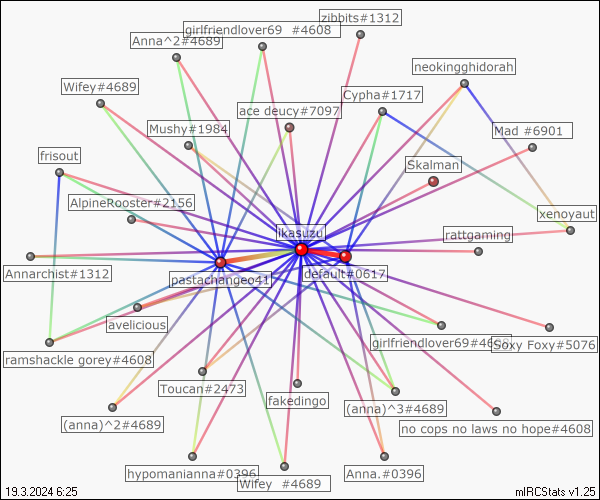 zibbits#1312
girlfriendlover69 #4608
Anna^2#4689
neokingghidorah
Wifey#4689
Cypha#1717
ace deucy#7097
Mushy#1984
Mad #6901
frisout
Skalman
AlpineRooster#2156
xenoyaut
ikasuzu
rattgaming
Annarchist#1312
pastachangeo41
default#0617
avelicious
girlfriendlover69#4608
Soxy Foxy#5076
ramshackle gorey#4608
Toucan#2473
fakedingo
(anna)^3#4689
(anna)^2#4689
no cops no laws no hope#4608
hypomanianna#0396
Anna.#0396
Wifey #4689
19.3.2024 6:25
mIRCStats v1.25